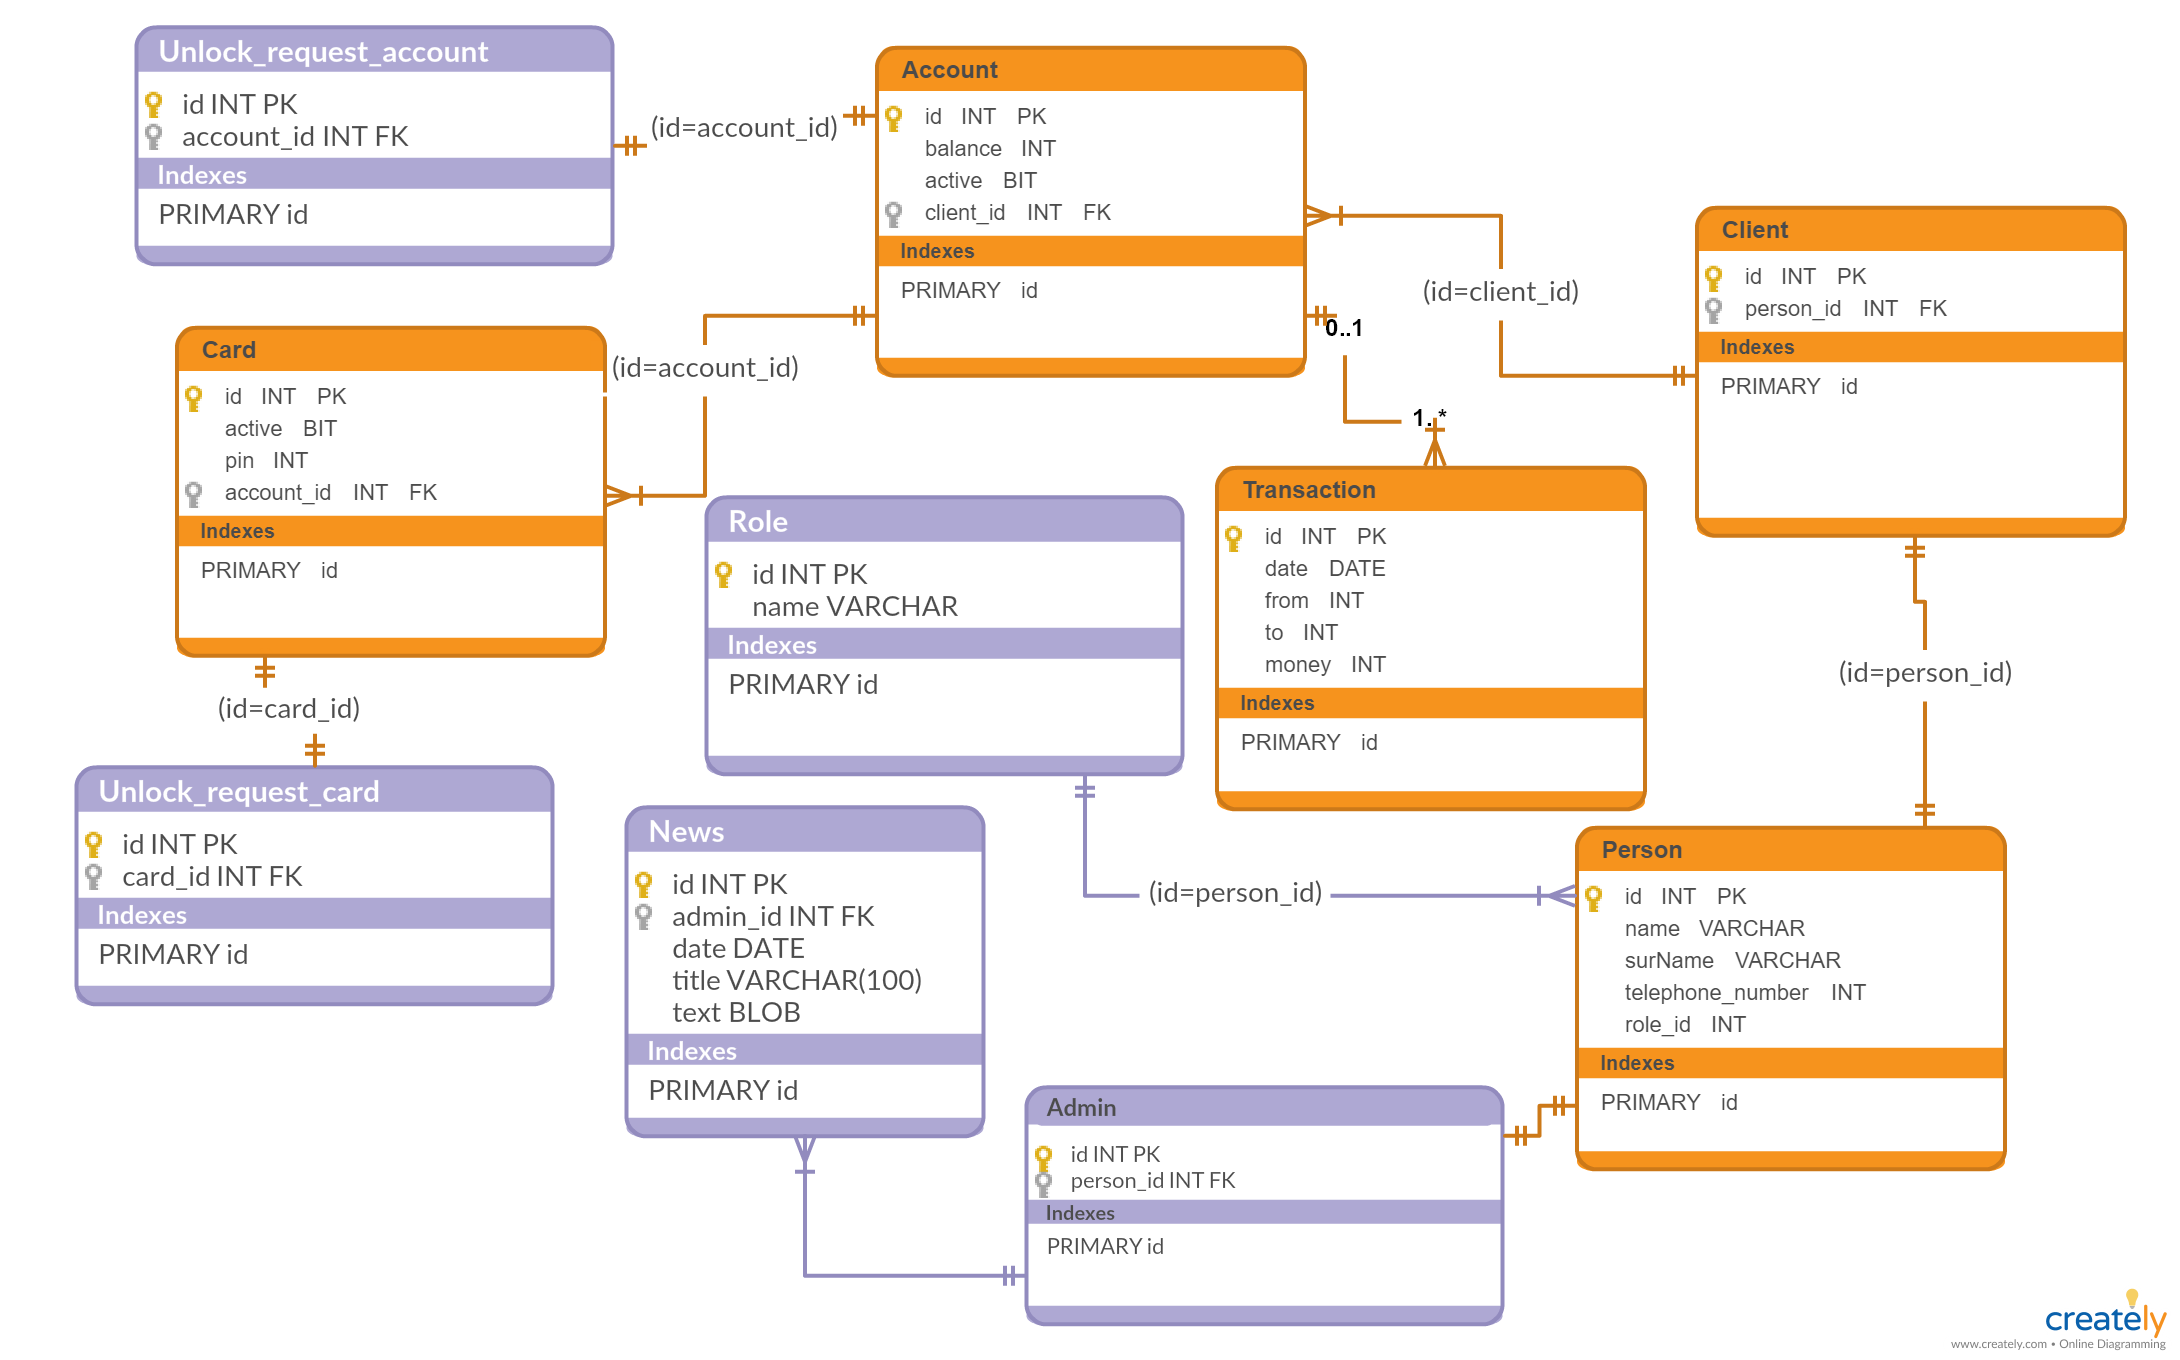 Unlock_request_account
id INT PK
account_id INT FK
Indexes
PRIMARY id
(id=account_id)
Account
id INT PK
balance INT
active BIT
client_id INT FK
Indexes
PRIMARY id
(id=client_id)
Client
id INT PK
person_id INT FK
Indexes
PRIMARY id
0..1
1..*
(id=account_id)
Card
id INT PK
active BIT
pin INT
account_id INT FK
Indexes
PRIMARY id
Role
id INT PK
name VARCHAR
Indexes
PRIMARY id
Transaction
id INT PK
date DATE
from INT
to INT
money INT
Indexes
PRIMARY id
(id=person_id)
(id=card_id)
Unlock_request_card
id INT PK
card_id INT FK
Indexes
PRIMARY id
News
id INT PK
admin_id INT FK
date DATE
title VARCHAR(100)
text BLOB
Indexes
PRIMARY id
(id=person_id)
Person
id INT PK
name VARCHAR
surName VARCHAR
telephone_number INT
role_id INT
Indexes
PRIMARY id
Admin
id INT PK
person_id INT FK
Indexes
PRIMARY id
creately
www.creately.com • Online Diagramming